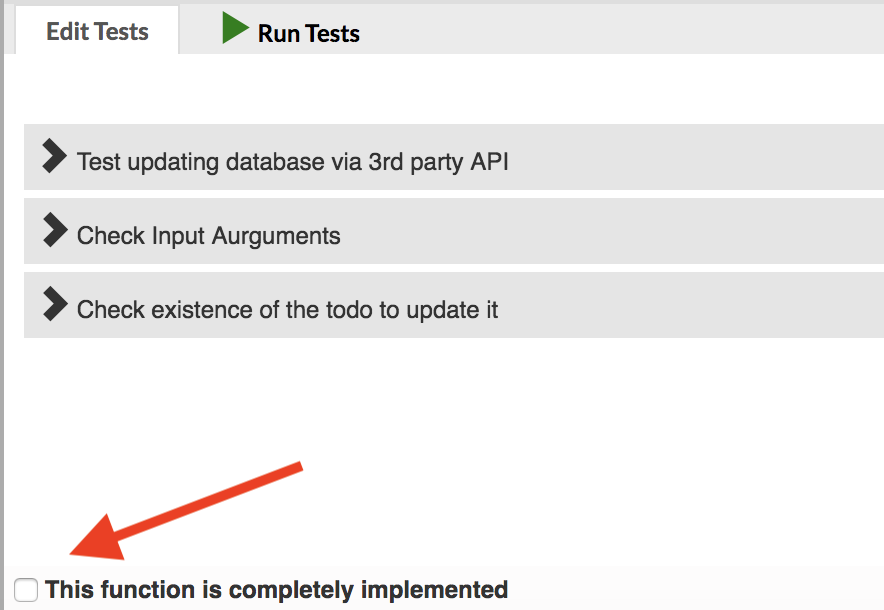 Edit Tests
Run Tests
Test updating database via 3rd party API
Check Input Aurguments
Check existence of the todo to update it
This function is completely implemented